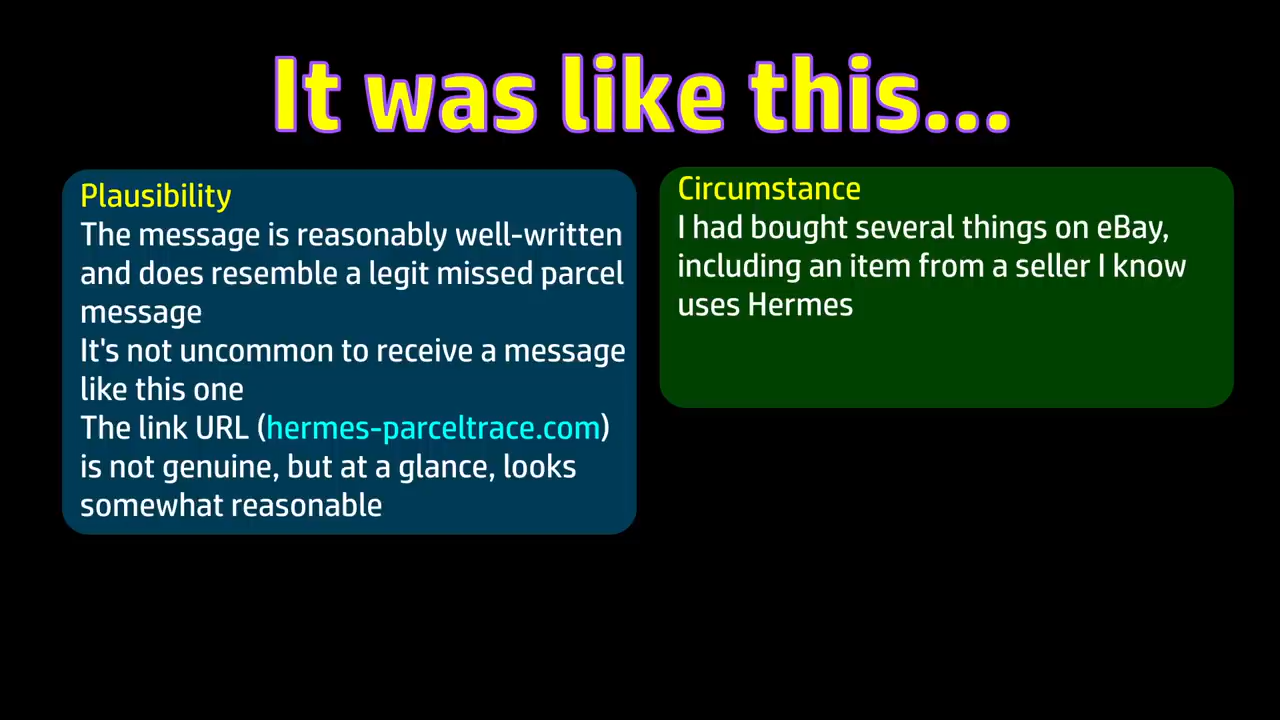 It was like this...
Plausibility
The message is reasonably well-written
and does resemble a legit missed parcel
message
It's not uncommon to receive a message
like this one
The link URL (hermes-parceltrace.com)
is not genuine, but at a glance, looks
somewhat reasonable
Circumstance
I had bought several things on eBay,
including an item from a seller I know
uses Hermes